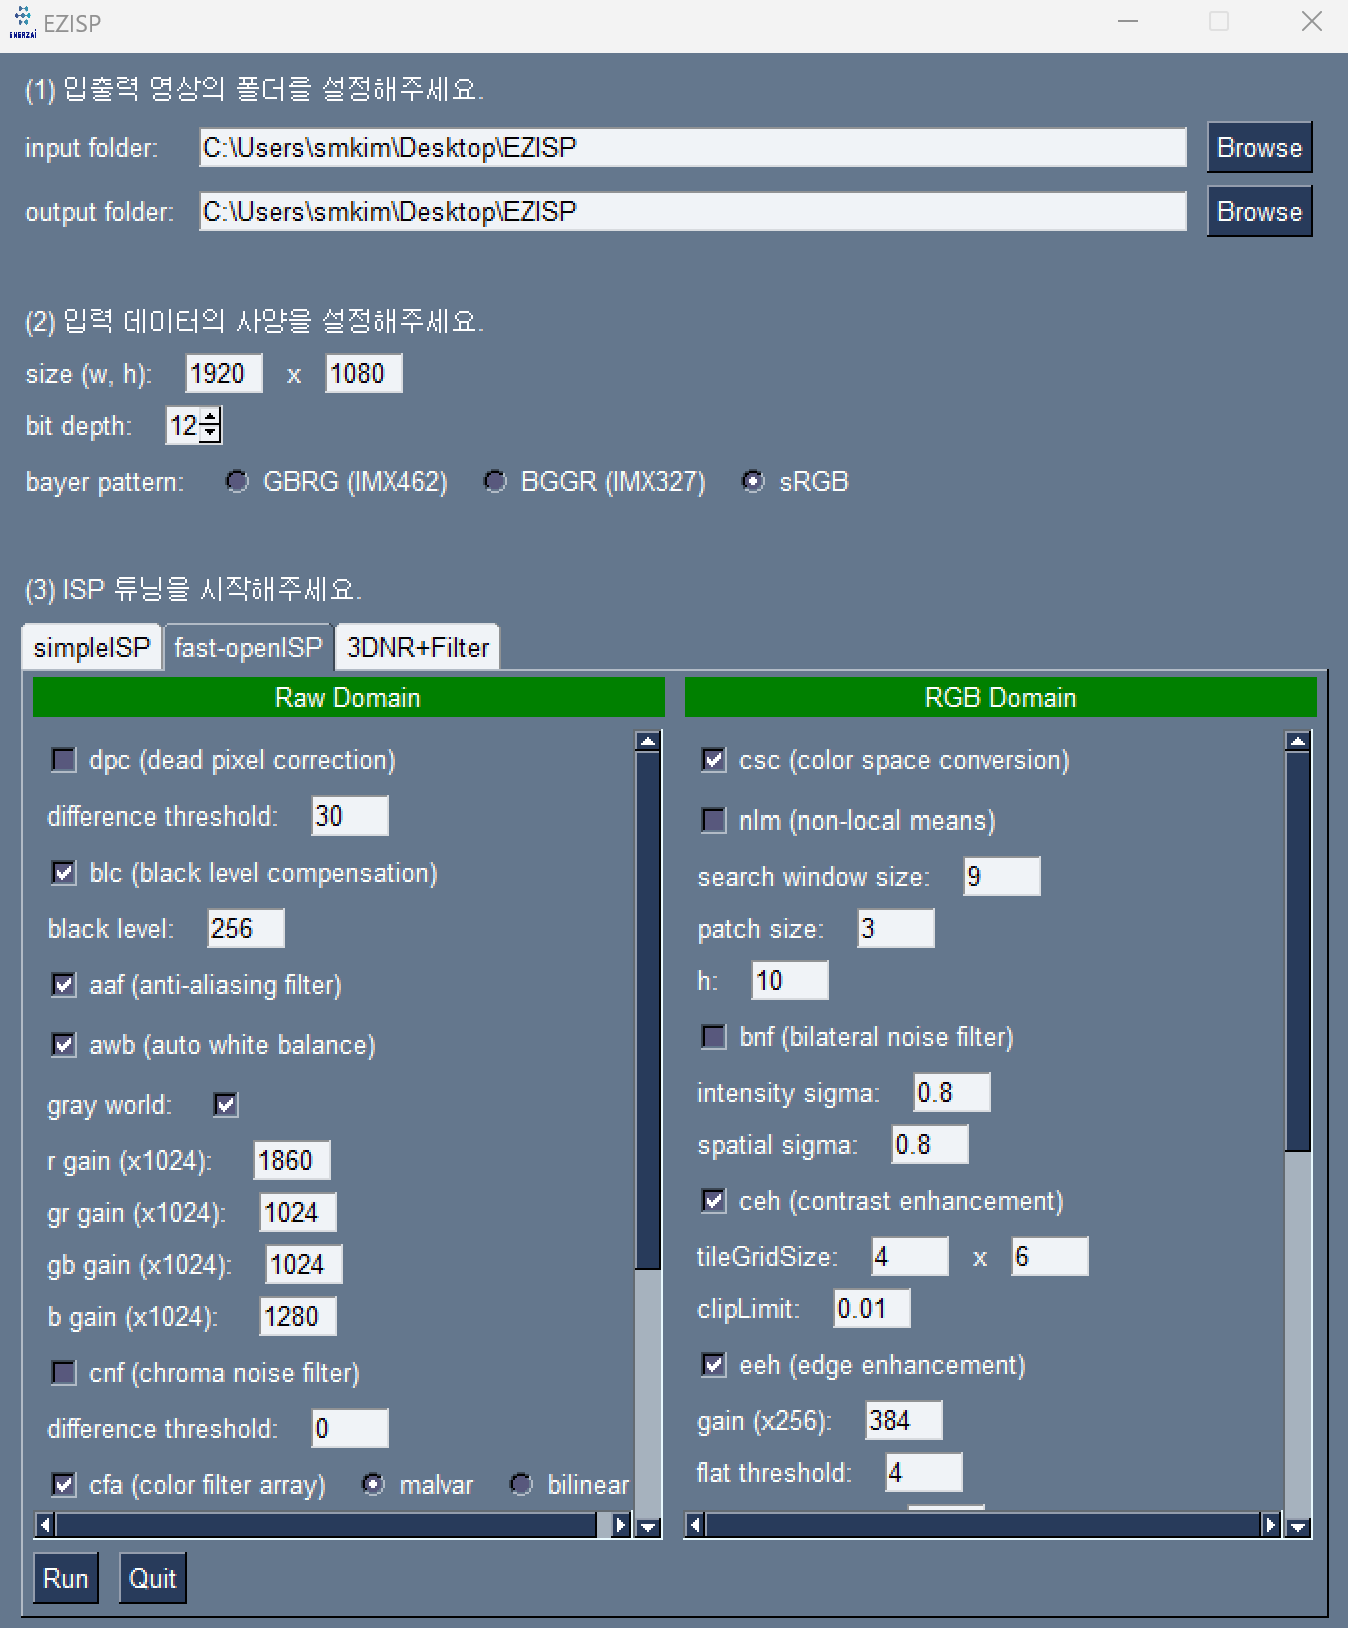 ENERZAi
EZISP
(1) 입출력 영상의 폴더를 설정해주세요.
input folder: C:\Users\smkim\Desktop\EZISP Browse
output folder: C:\Users\smkim\Desktop\EZISP Browse
(2) 입력 데이터의 사양을 설정해주세요.
size (w, h): 1920 x 1080
bit depth: 12
bayer pattern: GBRG (IMX462) BGGR (IMX327) sRGB
(3) ISP 튜닝을 시작해주세요.
simpleISP fast-openISP 3DNR+Filter
Raw Domain
dpc (dead pixel correction)
difference threshold: 30
blc (black level compensation)
black level: 256
aaf (anti-aliasing filter)
awb (auto white balance)
gray world:
r gain (x1024): 1860
gr gain (x1024): 1024
gb gain (x1024): 1024
b gain (x1024): 1280
cnf (chroma noise filter)
difference threshold: 0
cfa (color filter array) malvar bilinear
RGB Domain
csc (color space conversion)
nlm (non-local means)
search window size: 9
patch size: 3
h: 10
bnf (bilateral noise filter)
intensity sigma: 0.8
spatial sigma: 0.8
ceh (contrast enhancement)
tileGridSize: 4 x 6
clipLimit: 0.01
eeh (edge enhancement)
gain (x256): 384
flat threshold: 4
Run Quit